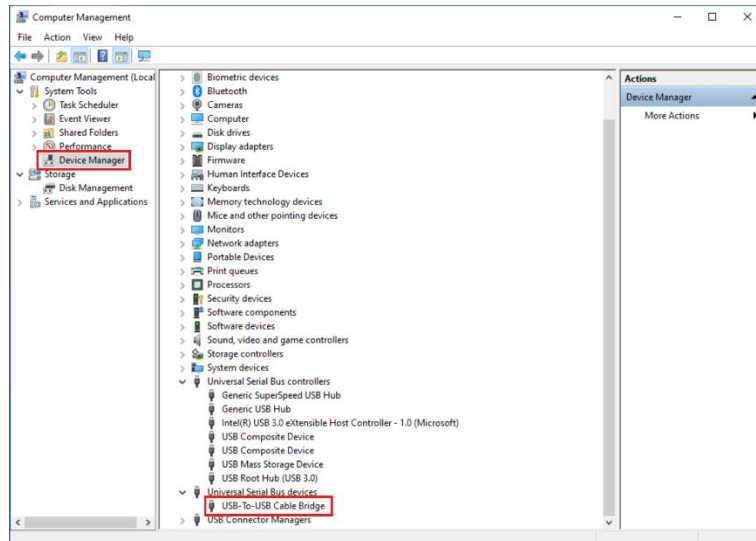 Computer Management
File Action View Help
Computer Management (Local
System Tools
Task Scheduler
Event Viewer
Shared Folders
Performance
Device Manager
Storage
Disk Management
Services and Applications
Biometric devices
Bluetooth
Cameras
Computer
Disk drives
Display adapters
Firmware
Human Interface Devices
Keyboards
Memory technology devices
Mice and other pointing devices
Monitors
Network adapters
Portable Devices
Print queues
Processors
Security devices
Software components
Software devices
Sound, video and game controllers
Storage controllers
System devices
Universal Serial Bus controllers
Generic SuperSpeed USB Hub
Generic USB Hub
Intel(R) USB 3.0 eXtensible Host Controller - 1.0 (Microsoft)
USB Composite Device
USB Composite Device
USB Mass Storage Device
USB Root Hub (USB 3.0)
Universal Serial Bus devices
USB-To-USB Cable Bridge
USB Connector Managers
Actions
Device Manager
More Actions